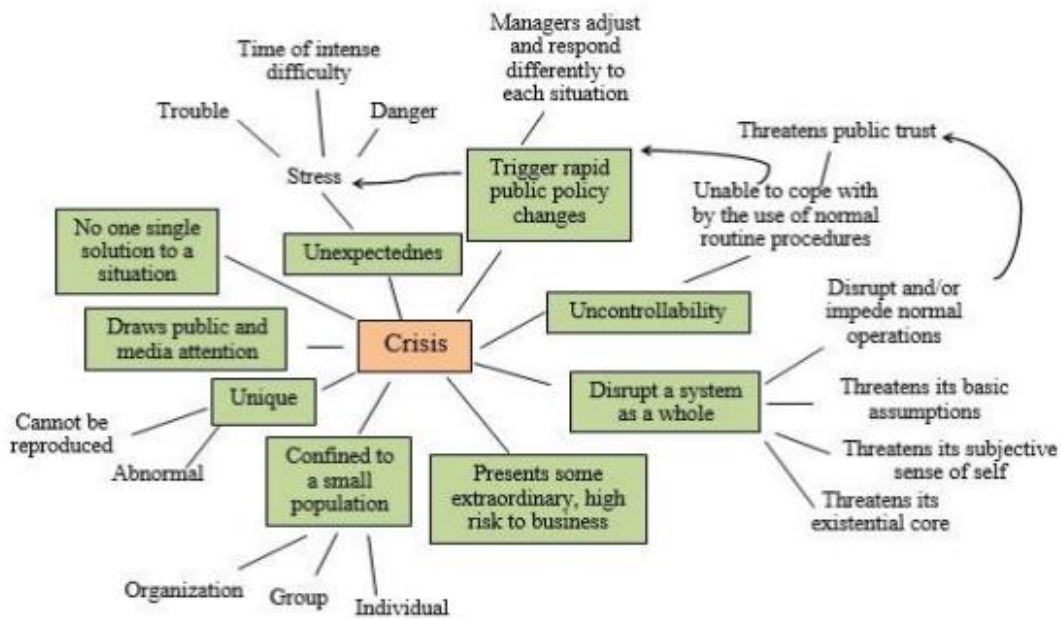 Managers adjust
and respond
differently to
each situation
Time of intense
difficulty
Trouble
Danger
Stress
Threatens public trust
Trigger rapid
public policy
changes
Unable to cope with
by the use of normal
routine procedures
No one single
solution to a
situation
Unexpectednes
Uncontrollability
Disrupt and/or
impede normal
operations
Draws public and
media attention
Crisis
Disrupt a system
as a whole
Threatens its basic
assumptions
Unique
Cannot be
reproduced
Abnormal
Confined to
a small
population
Presents some
extraordinary, high
risk to business
Threatens its subjective
sense of self
Threatens its
existential core
Organization
Group
Individual